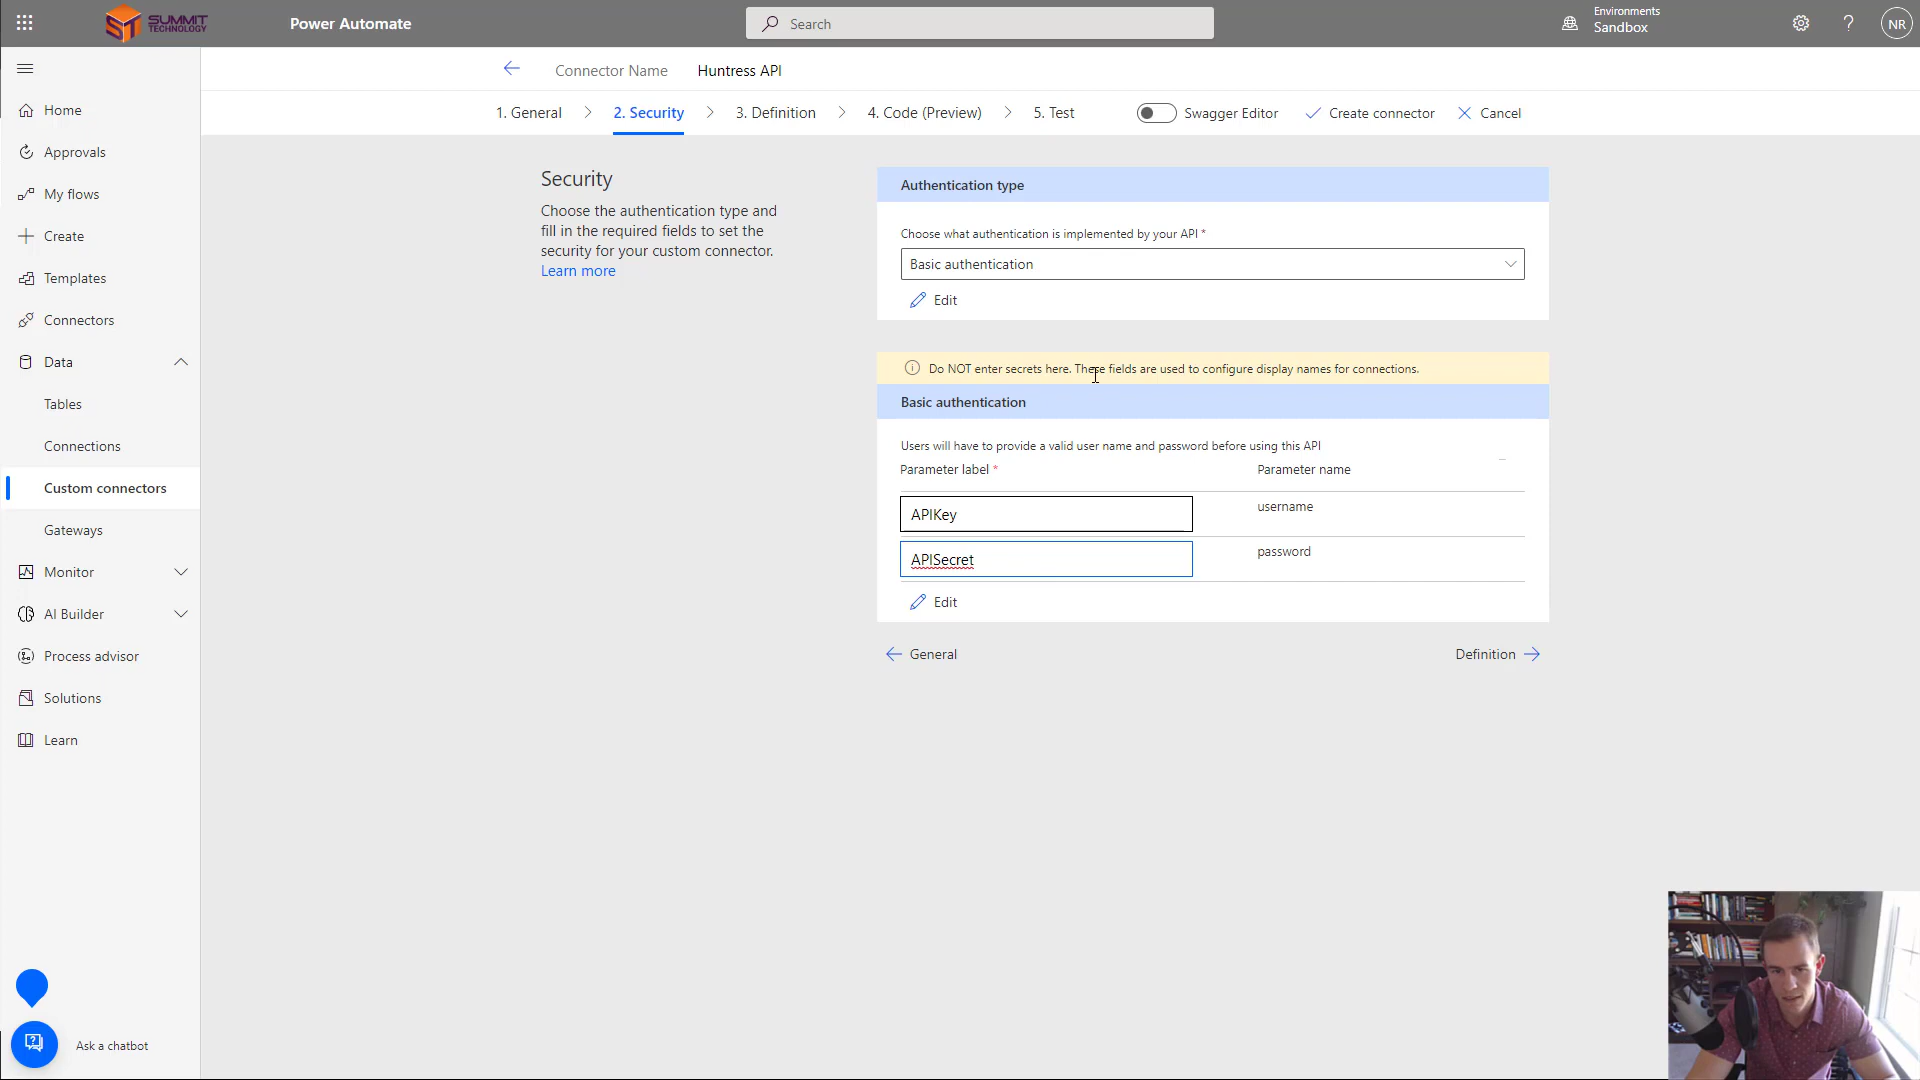 SUMMIT
TECHNOLOGY
Power Automate
Search
Environments
Sandbox
NR
Connector Name
Huntress API
1. General
2. Security
3. Definition
4. Code (Preview)
5. Test
Swagger Editor
Create connector
Cancel
Home
Approvals
My flows
Create
Templates
Connectors
Data
Tables
Connections
Custom connectors
Gateways
Monitor
AI Builder
Process advisor
Solutions
Learn
Ask a chatbot
Security
Choose the authentication type and
fill in the required fields to set the
security for your custom connector.
Learn more
Authentication type
Choose what authentication is implemented by your API *
Basic authentication
Edit
Do NOT enter secrets here. These fields are used to configure display names for connections.
Basic authentication
Users will have to provide a valid user name and password before using this API
Parameter label *
Parameter name
APIKey
username
APISecret
password
Edit
General
Definition